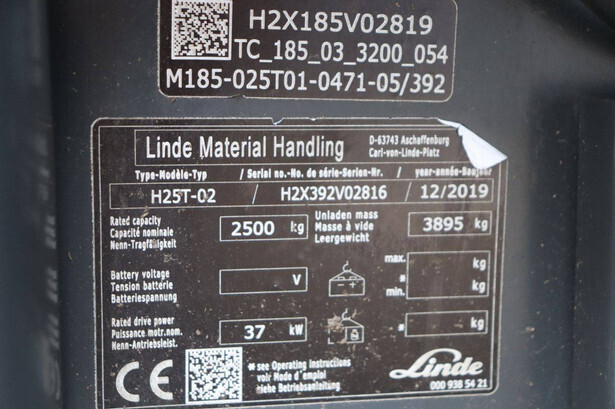 H2X185V02819
TC_185_03_3200_054
M185-025T01-0471-05/392
Linde Material Handling
D-63743 Aschaffenburg
Carl-von-Linde-Platz
Type-Modèle-Typ / Serial no.-No. de série-Serien-Nr. / year-année-Baujahr
H25T-02 / H2X392V02816 / 12/2019
Rated capacity
Capacité nominale
Nenn-Tragfähigkeit
2500 kg
Unladen mass
Masse à vide
Leergewicht
3895 kg
Battery voltage
Tension batterie
Batteriespannung
V
- +
max.
kg
*
min.
kg
Rated drive power
Puissance motr.nom.
Nenn-Antriebsleist.
37 kW
*
kg
CE
* see Operating instructions
voir Mode d'emploi
siehe Betriebsanleitung
Linde
000 938 54 21